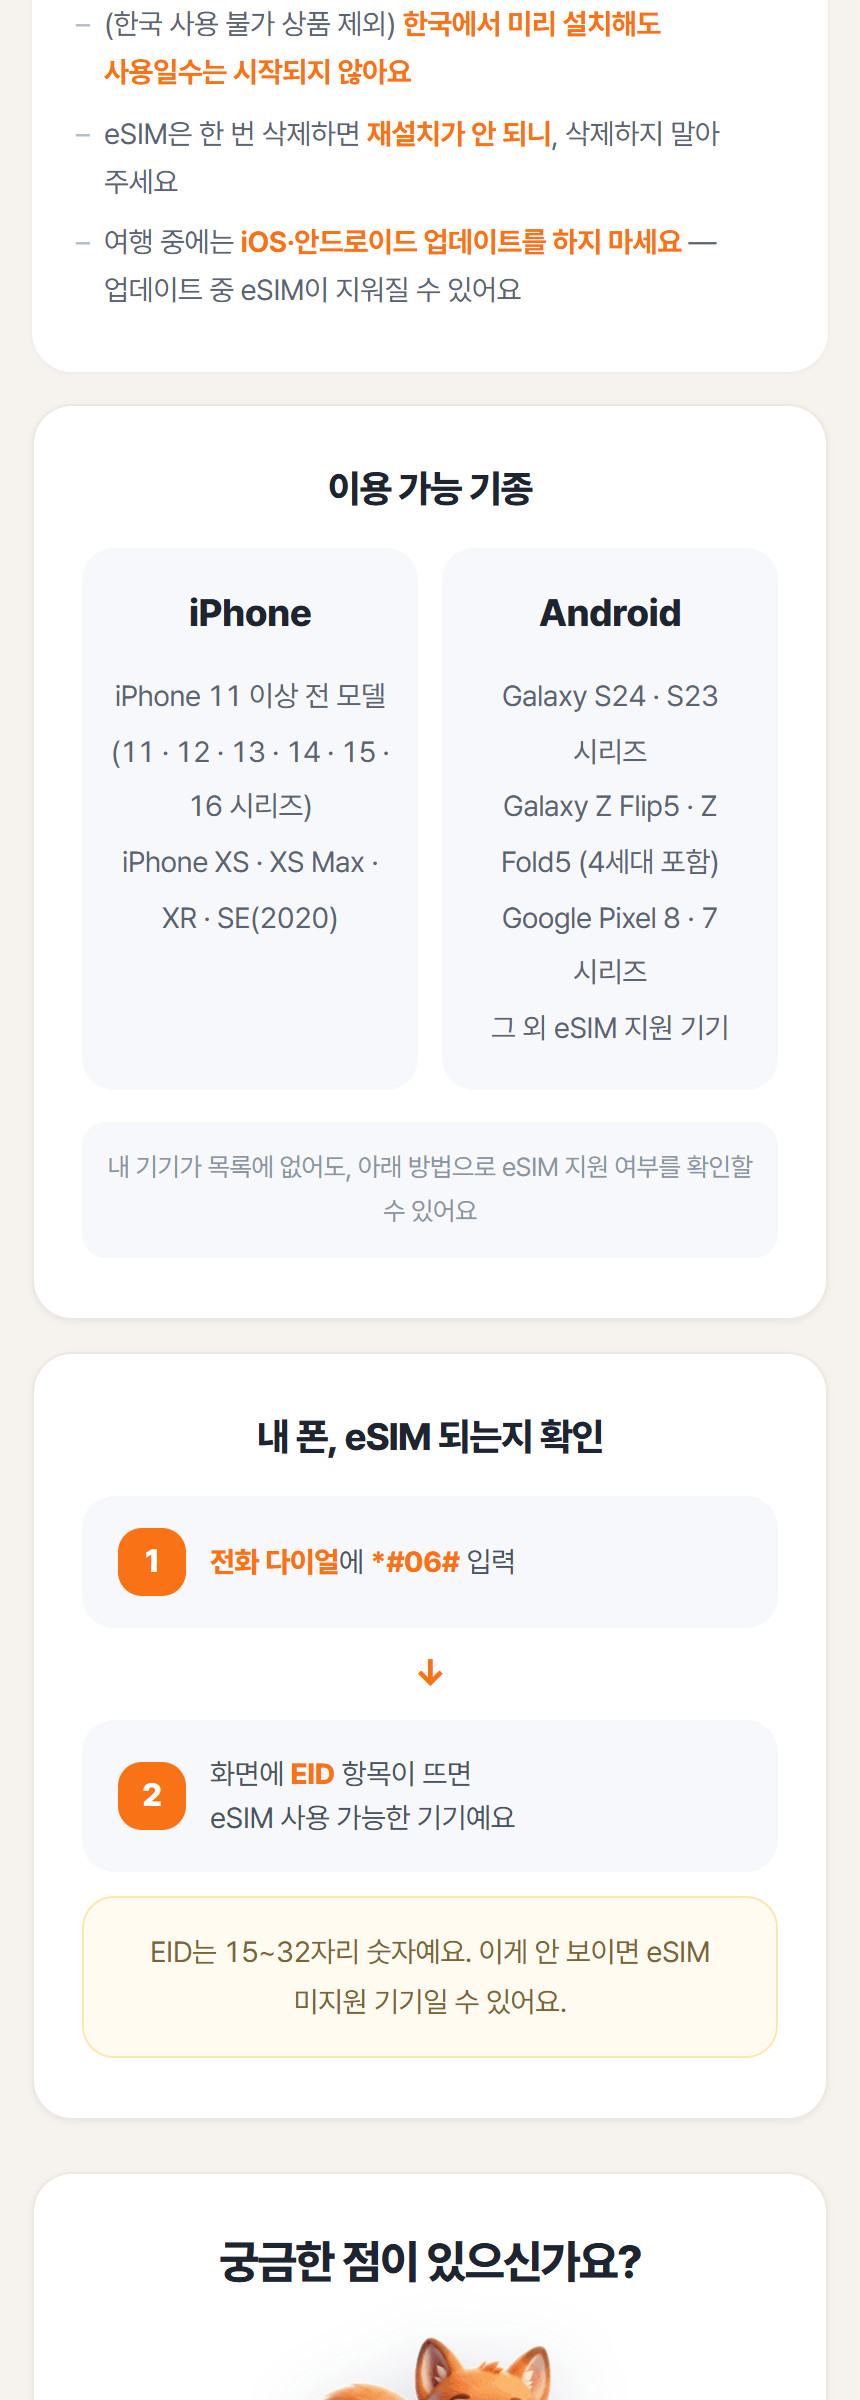 – (한국 사용 불가 상품 제외) 한국에서 미리 설치해도
사용일수는 시작되지 않아요
– eSIM은 한 번 삭제하면 재설치가 안 되니, 삭제하지 말아
주세요
– 여행 중에는 iOS·안드로이드 업데이트를 하지 마세요 —
업데이트 중 eSIM이 지워질 수 있어요
이용 가능 기종
iPhone
iPhone 11 이상 전 모델
(11 · 12 · 13 · 14 · 15 ·
16 시리즈)
iPhone XS · XS Max ·
XR · SE(2020)
Android
Galaxy S24 · S23
시리즈
Galaxy Z Flip5 · Z
Fold5 (4세대 포함)
Google Pixel 8 · 7
시리즈
그 외 eSIM 지원 기기
내 기기가 목록에 없어도, 아래 방법으로 eSIM 지원 여부를 확인할
수 있어요
내 폰, eSIM 되는지 확인
1 전화 다이얼에 *#06# 입력
↓
2 화면에 EID 항목이 뜨면
eSIM 사용 가능한 기기예요
EID는 15~32자리 숫자예요. 이게 안 보이면 eSIM
미지원 기기일 수 있어요.
궁금한 점이 있으신가요?